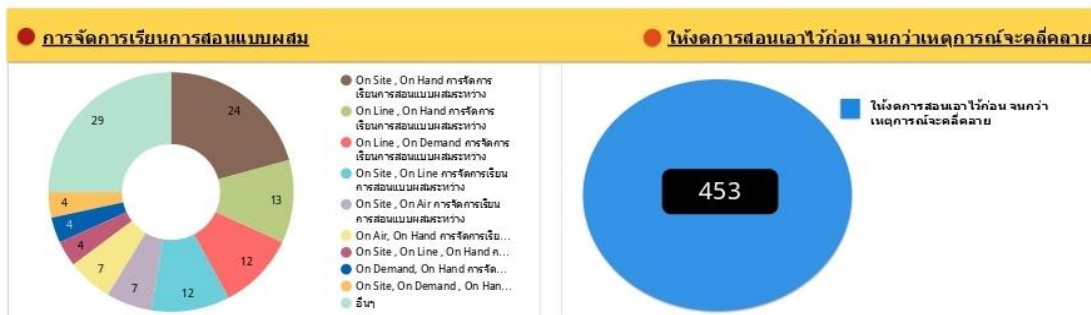 การจัดการเรียนการสอนแบบผสม
ให้งดการสอนเอาไว้ก่อน จนกว่าเหตุการณ์จะคลี่คลาย
24
13
12
12
7
7
4
4
4
29
On Site , On Hand การจัดการ
เรียนการสอนแบบผสมระหว่าง
On Line , On Hand การจัดการ
เรียนการสอนแบบผสมระหว่าง
On Line , On Demand การจัดการ
เรียนการสอนแบบผสมระหว่าง
On Site , On Line การจัดการเรียน
การสอนแบบผสมระหว่าง
On Site , On Air การจัดการเรียน
การสอนแบบผสมระหว่าง
On Air, On Hand การจัดการเรีย...
On Site , On Line , On Hand ก...
On Demand, On Hand การจัด...
On Site, On Demand , On Han...
อื่นๆ
453
ให้งดการสอนเอาไว้ก่อน จนกว่า
เหตุการณ์จะคลี่คลาย